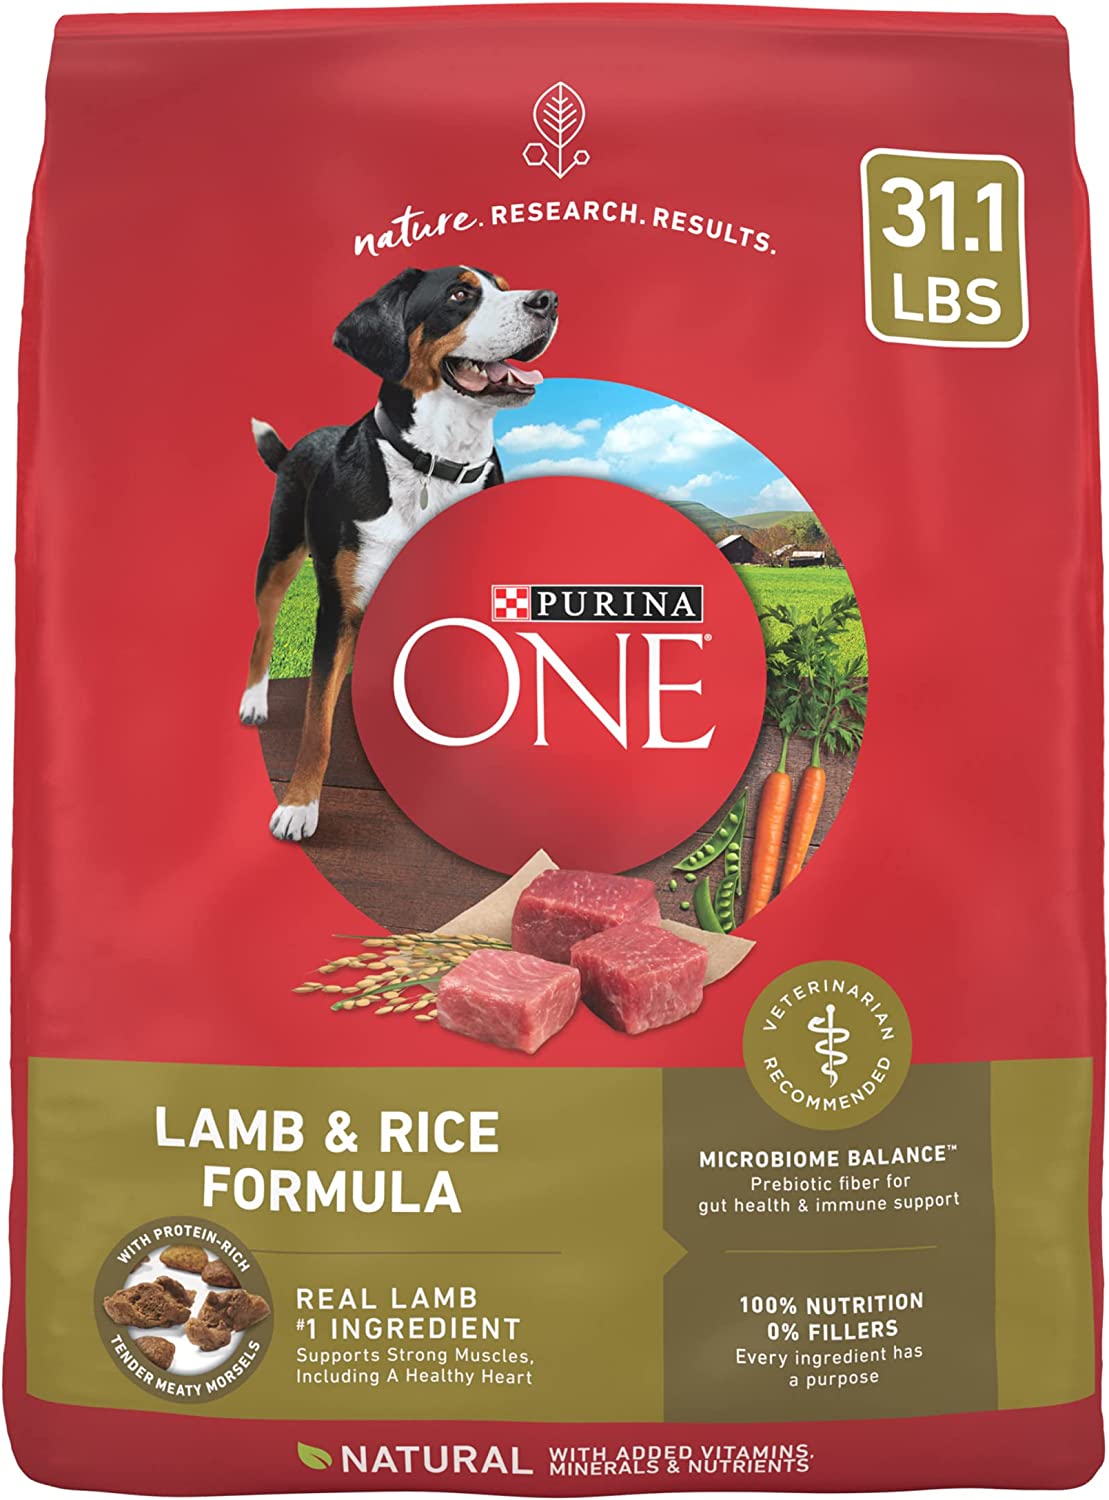 nature. RESEARCH. RESULTS.
31.1
LBS
PURINA
ONE®
VETERINARIAN
RECOMMENDED
LAMB & RICE
FORMULA
WITH PROTEIN-RICH
TENDER MEATY MORSELS
REAL LAMB
#1 INGREDIENT
Supports Strong Muscles,
Including A Healthy Heart
MICROBIOME BALANCE™
Prebiotic fiber for
gut health & immune support
100% NUTRITION
0% FILLERS
Every ingredient has
a purpose
NATURAL WITH ADDED VITAMINS,
MINERALS & NUTRIENTS